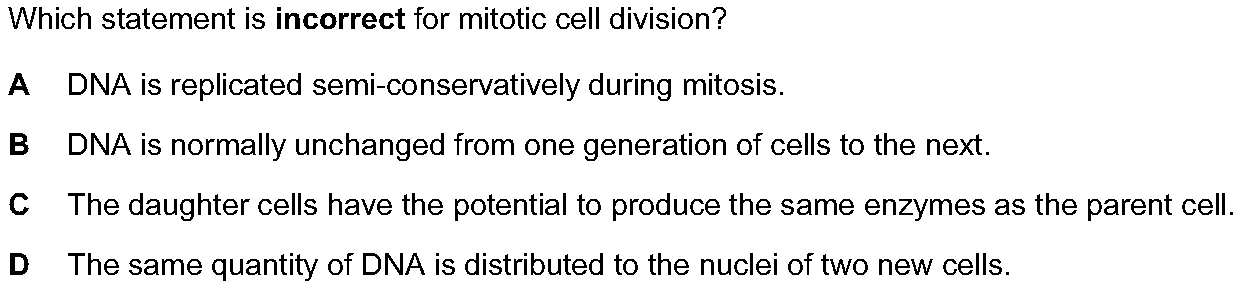 Which statement is incorrect for mitotic cell division?
A DNA is replicated semi-conservatively during mitosis.
B DNA is normally unchanged from one generation of cells to the next.
C The daughter cells have the potential to produce the same enzymes as the parent cell.
D The same quantity of DNA is distributed to the nuclei of two new cells.